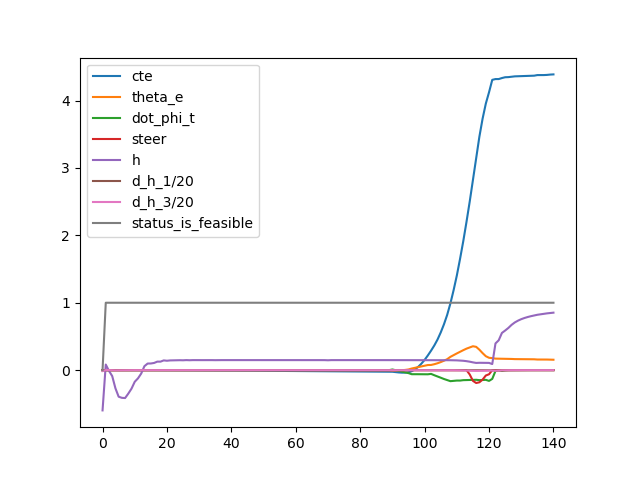 cte
theta_e
dot_phi_t
steer
h
d_h_1/20
d_h_3/20
status_is_feasible
4
3
2
1
0
0 20 40 60 80 100 120 140